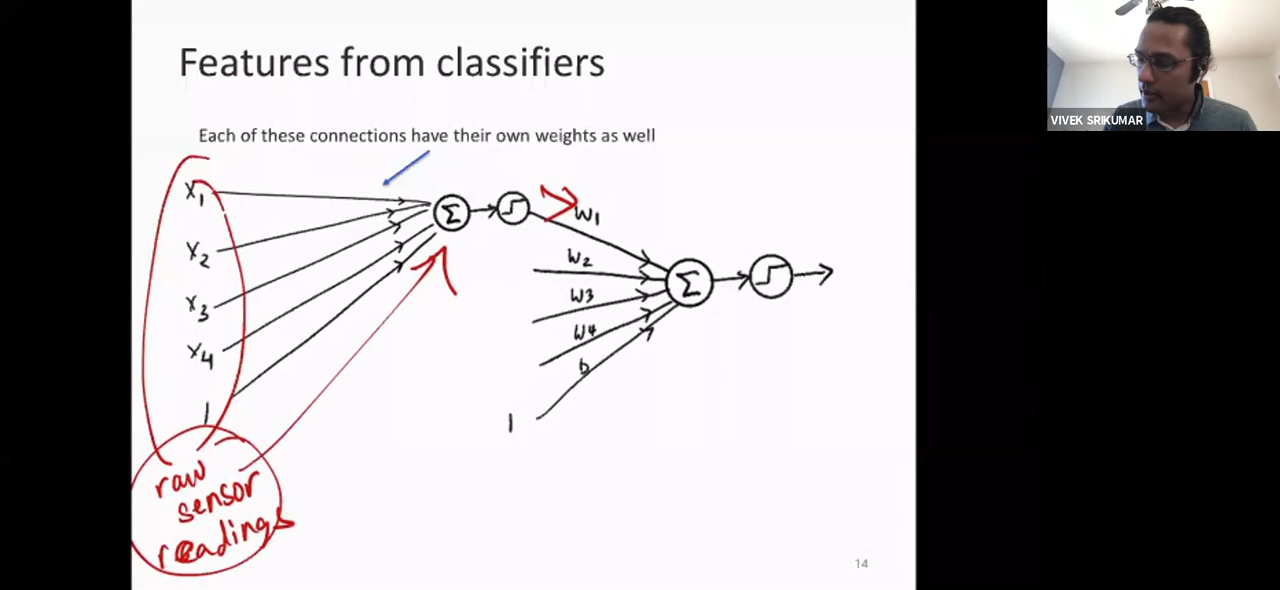 Features from classifiers
VIVEK SRIKUMAR
Each of these connections have their own weights as well
x1
Σ
w1
x2
w2
Σ
x3
w3
w4
x4
b
1
1
raw
sensor
readings
14